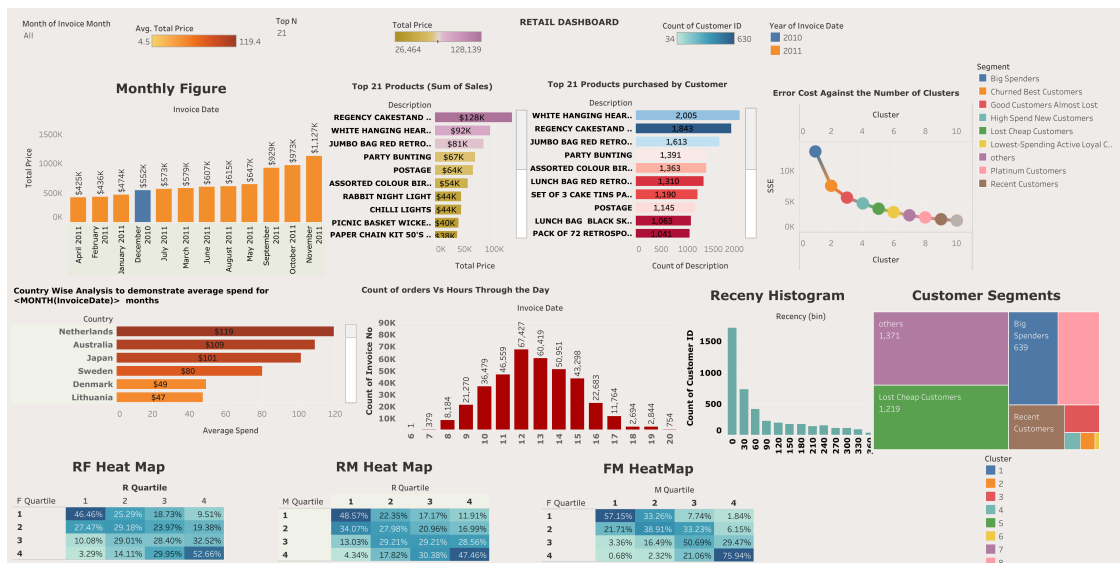 RETAIL DASHBOARD
Month of Invoice Month
All
Avg. Total Price
4.5 119.4
Top N
21
Total Price
26,464 128,139
Count of Customer ID
34 630
Year of Invoice Date
2010
2011
Segment
Big Spenders
Churned Best Customers
Good Customers Almost Lost
High Spend New Customers
Lost Cheap Customers
Lowest-Spending Active Loyal C..
others
Platinum Customers
Recent Customers
Monthly Figure
Invoice Date
Total Price
1500K
1000K
500K
0K
$425K
$436K
$474K
$552K
$573K
$579K
$607K
$615K
$647K
$929K
$973K
$1,127K
April 2011
February 2011
January 2011
December 2010
July 2011
March 2011
June 2011
August 2011
May 2011
September 2011
October 2011
November 2011
Top 21 Products (Sum of Sales)
Description
REGENCY CAKESTAND .. $128K
WHITE HANGING HEAR.. $92K
JUMBO BAG RED RETRO.. $81K
PARTY BUNTING $67K
POSTAGE $64K
ASSORTED COLOUR BIR.. $54K
RABBIT NIGHT LIGHT $44K
CHILLI LIGHTS $44K
PICNIC BASKET WICKE.. $40K
PAPER CHAIN KIT 50'S .. $38K
0K 50K 100K
Total Price
Top 21 Products purchased by Customer
Description
WHITE HANGING HEAR.. 2,005
REGENCY CAKESTAND .. 1,843
JUMBO BAG RED RETRO.. 1,613
PARTY BUNTING 1,391
ASSORTED COLOUR BIR.. 1,363
LUNCH BAG RED RETRO.. 1,310
SET OF 3 CAKE TINS PA.. 1,190
POSTAGE 1,145
LUNCH BAG BLACK SK.. 1,063
PACK OF 72 RETROSPO.. 1,041
0 500 1000 1500 2000
Count of Description
Error Cost Against the Number of Clusters
Cluster
0 2 4 6 8 10
SSE
10K
5K
0K
0 2 4 6 8 10
Cluster
Country Wise Analysis to demonstrate average spend for
<MONTH(InvoiceDate)> months
Country
Netherlands $119
Australia $109
Japan $101
Sweden $80
Denmark $49
Lithuania $47
0 20 40 60 80 100 120
Average Spend
Count of orders Vs Hours Through the Day
Invoice Date
Count of Invoice No
90K
80K
70K
60K
50K
40K
30K
20K
10K
1
379
8,184
21,270
36,479
46,559
67,427
60,419
50,951
43,298
22,683
11,764
2,694
2,844
754
6 7 8 9 10 11 12 13 14 15 16 17 18 19 20
Receny Histogram
Recency (bin)
Count of Customer ID
1500
1000
500
0
0 30 60 90 120 150 180 210 240 270 300 330 360
Customer Segments
others
1,371
Lost Cheap Customers
1,219
Big
Spenders
639
Recent
Customers
RF Heat Map
R Quartile
F Quartile 1 2 3 4
1 46.46% 25.29% 18.73% 9.51%
2 27.47% 29.18% 23.97% 19.38%
3 10.08% 29.01% 28.40% 32.52%
4 3.29% 14.11% 29.95% 52.66%
RM Heat Map
R Quartile
M Quartile 1 2 3 4
1 48.57% 22.35% 17.17% 11.91%
2 34.07% 27.98% 20.96% 16.99%
3 13.03% 29.21% 29.21% 28.56%
4 4.34% 17.82% 30.38% 47.46%
FM HeatMap
M Quartile
F Quartile 1 2 3 4
1 57.15% 33.26% 7.74% 1.84%
2 21.71% 38.91% 33.23% 6.15%
3 3.36% 16.49% 50.69% 29.47%
4 0.68% 2.32% 21.06% 75.94%
Cluster
1
2
3
4
5
6
7
8